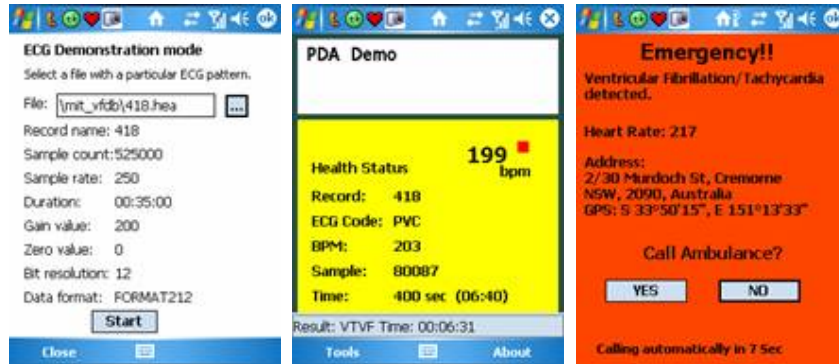 ok
ECG Demonstration mode
Select a file with a particular ECG pattern.
File: \mit_vfdb\418.hea ...
Record name: 418
Sample count:525000
Sample rate: 250
Duration: 00:35:00
Gain value: 200
Zero value: 0
Bit resolution: 12
Data format: FORMAT212
Start
Close
PDA Demo
199
bpm
Health Status
Record: 418
ECG Code: PVC
BPM: 203
Sample: 80087
Time: 400 sec (06:40)
Result: VTVF Time: 00:06:31
Tools About
ok
Emergency!!
Ventricular Fibrillation/Tachycardia
detected.
Heart Rate: 217
Address:
2/30 Murdoch St, Cremorne
NSW, 2090, Australia
GPS: S 33°50'15", E 151°13'33"
Call Ambulance?
YES NO
Calling automatically in 7 Sec